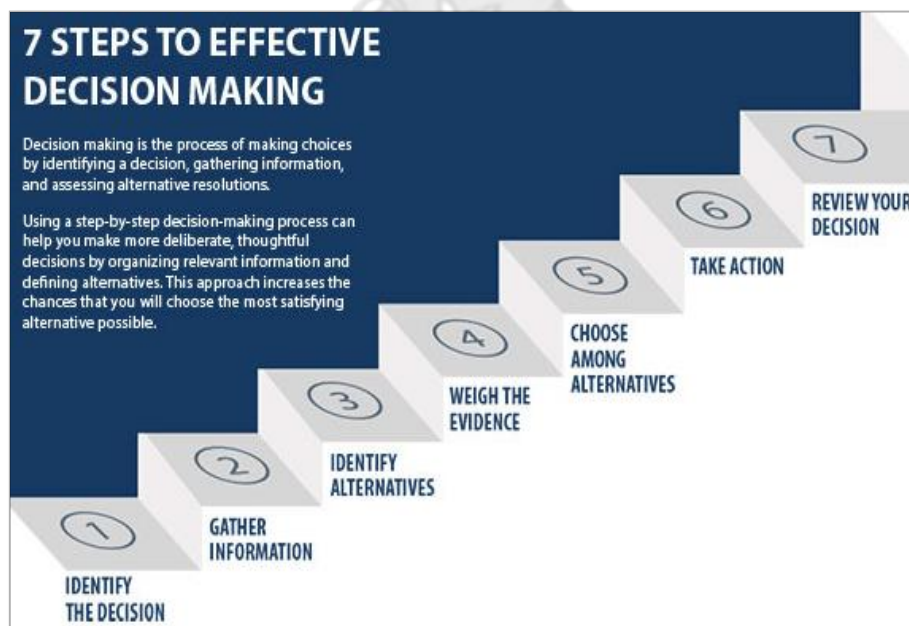 7 STEPS TO EFFECTIVE
DECISION MAKING
Decision making is the process of making choices
by identifying a decision, gathering information,
and assessing alternative resolutions.
Using a step-by-step decision-making process can
help you make more deliberate, thoughtful
decisions by organizing relevant information and
defining alternatives. This approach increases the
chances that you will choose the most satisfying
alternative possible.
1
IDENTIFY
THE DECISION
2
GATHER
INFORMATION
3
IDENTIFY
ALTERNATIVES
4
WEIGH THE
EVIDENCE
5
CHOOSE
AMONG
ALTERNATIVES
6
TAKE ACTION
7
REVIEW YOUR
DECISION